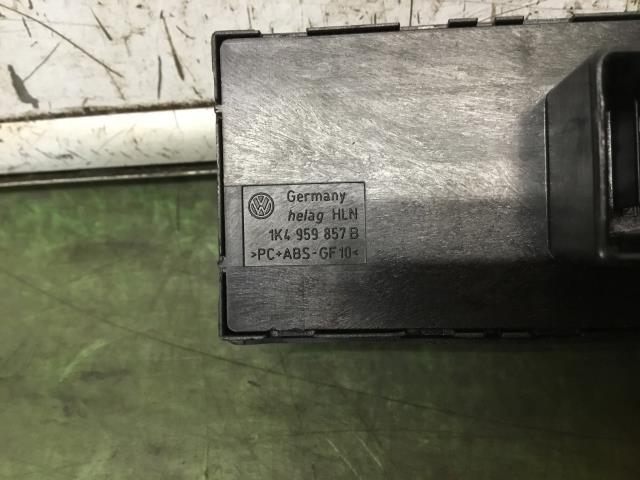 Germany
helag HLN
1K4 959 857 B
>PC+ABS-GF10<